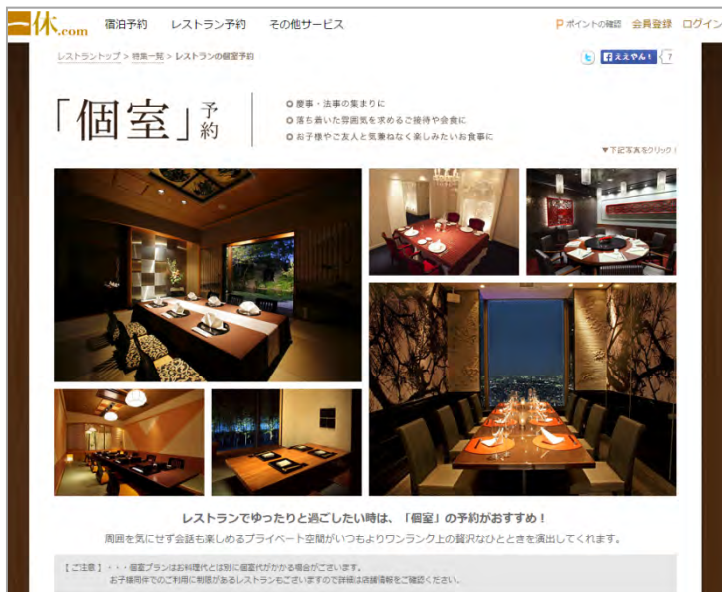 一休.com 宿泊予約 レストラン予約 その他サービス Pポイントの確認 会員登録 ログイン
レストラントップ > 特集一覧 > レストランの個室予約
ええやん! 7
「個室」予約
慶事・法事の集まりに
落ち着いた雰囲気を求めるご接待や会食に
お子様やご友人と気兼ねなく楽しみたいお食事に
▼下記写真をクリック!
レストランでゆったりと過ごしたい時は、「個室」の予約がおすすめ!
周囲を気にせず会話も楽しめるプライベート空間がいつもよりワンランク上の贅沢なひとときを演出してくれます。
【ご注意】・・・個室プランはお料理代とは別に個室代がかかる場合がございます。
お子様同伴でのご利用に制限があるレストランもございますので詳細は店舗情報をご確認ください。